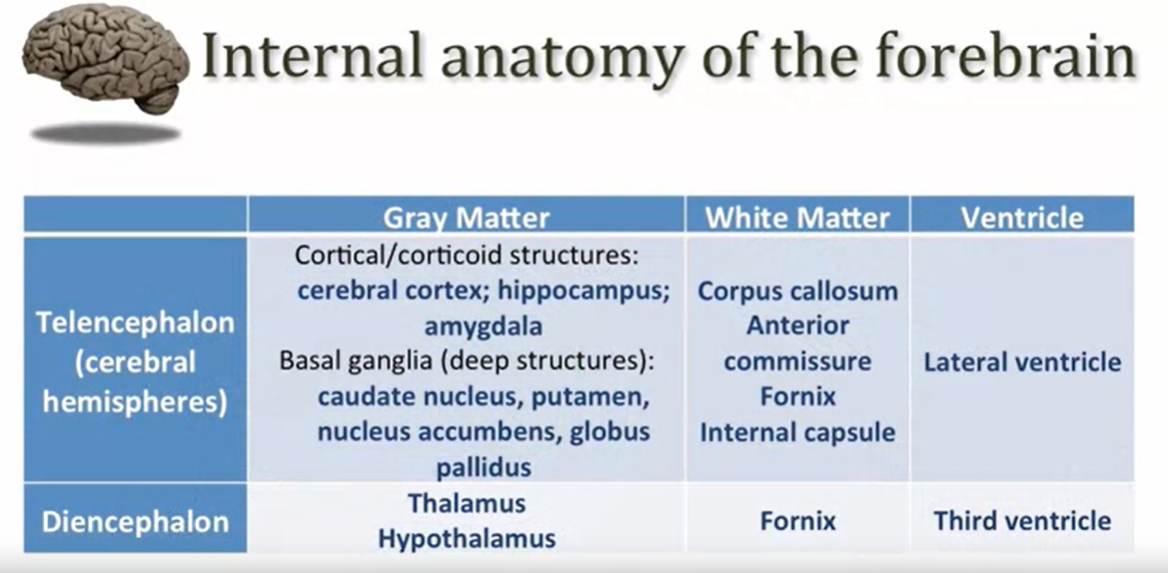 Internal anatomy of the forebrain
Gray Matter
White Matter
Ventricle
Telencephalon
(cerebral
hemispheres)
Cortical/corticoid structures:
cerebral cortex; hippocampus;
amygdala
Basal ganglia (deep structures):
caudate nucleus, putamen,
nucleus accumbens, globus
pallidus
Corpus callosum
Anterior
commissure
Fornix
Internal capsule
Lateral ventricle
Diencephalon
Thalamus
Hypothalamus
Fornix
Third ventricle